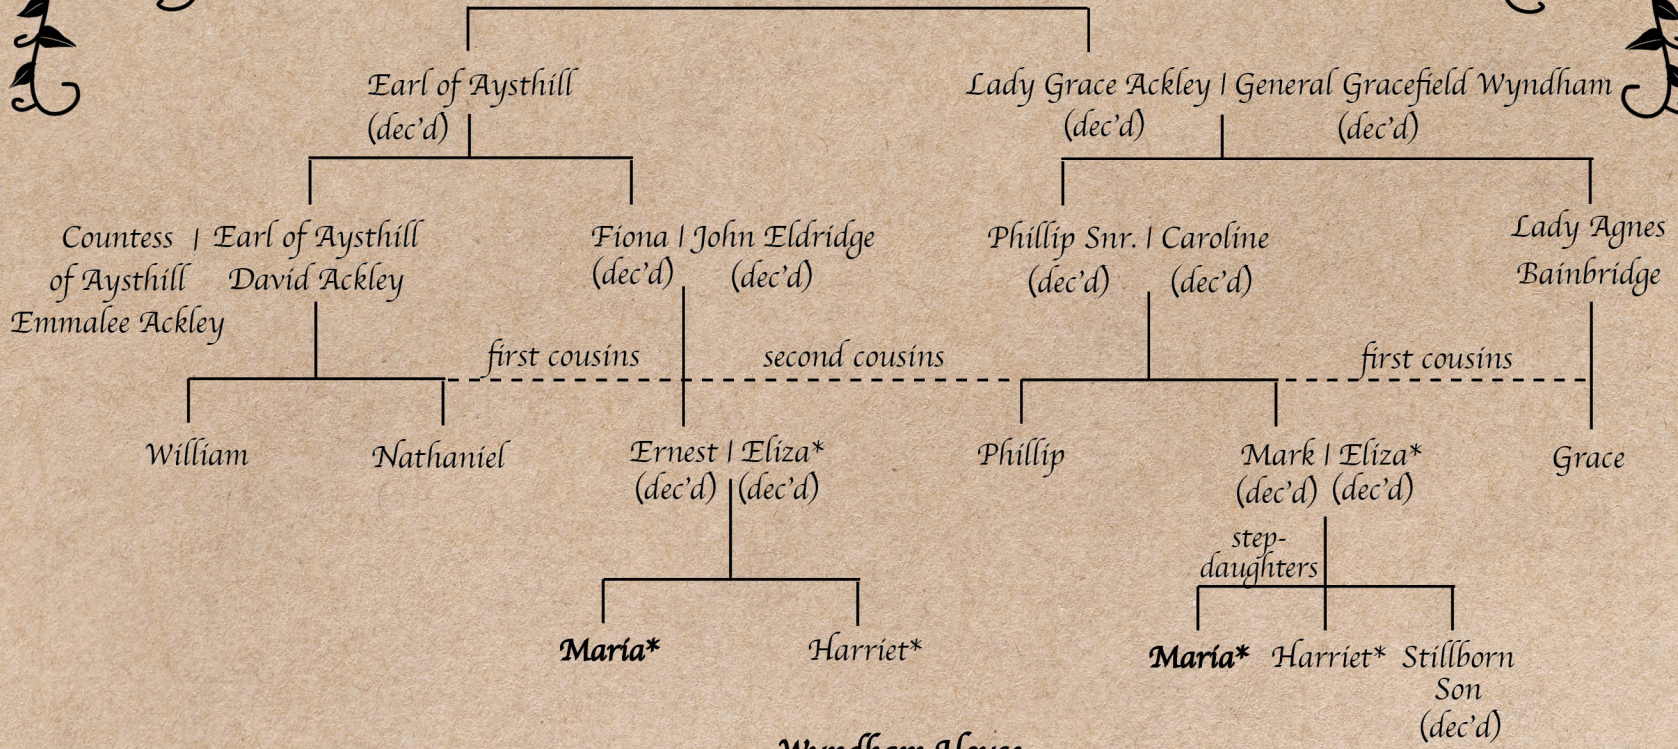 Earl of Aysthill
(dec'd)
Lady Grace Ackley | General Gracefield Wyndham
(dec'd) (dec'd)
Countess | Earl of Aysthill
of Aysthill David Ackley
Emmalee Ackley
Fiona | John Eldridge
(dec'd) (dec'd)
Phillip Snr. | Caroline
(dec'd) (dec'd)
Lady Agnes
Bainbridge
first cousins
second cousins
first cousins
William
Nathaniel
Ernest | Eliza*
(dec'd) (dec'd)
Phillip
Mark | Eliza*
(dec'd) (dec'd)
Grace
step-
daughters
Maria*
Harriet*
Maria*
Harriet*
Stillborn
Son
(dec'd)
Wyndham House